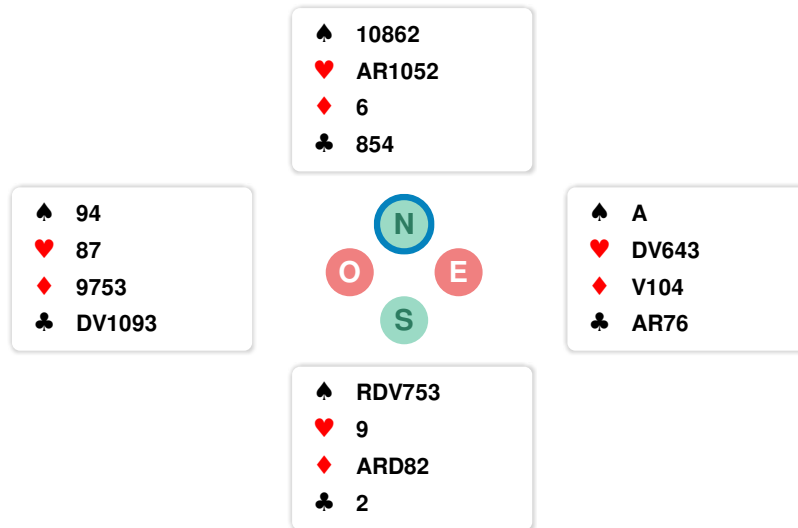 ♠ 10862
♥ AR1052
♦ 6
♣ 854
♠ 94
♥ 87
♦ 9753
♣ DV1093
N
O E
S
♠ A
♥ DV643
♦ V104
♣ AR76
♠ RDV753
♥ 9
♦ ARD82
♣ 2